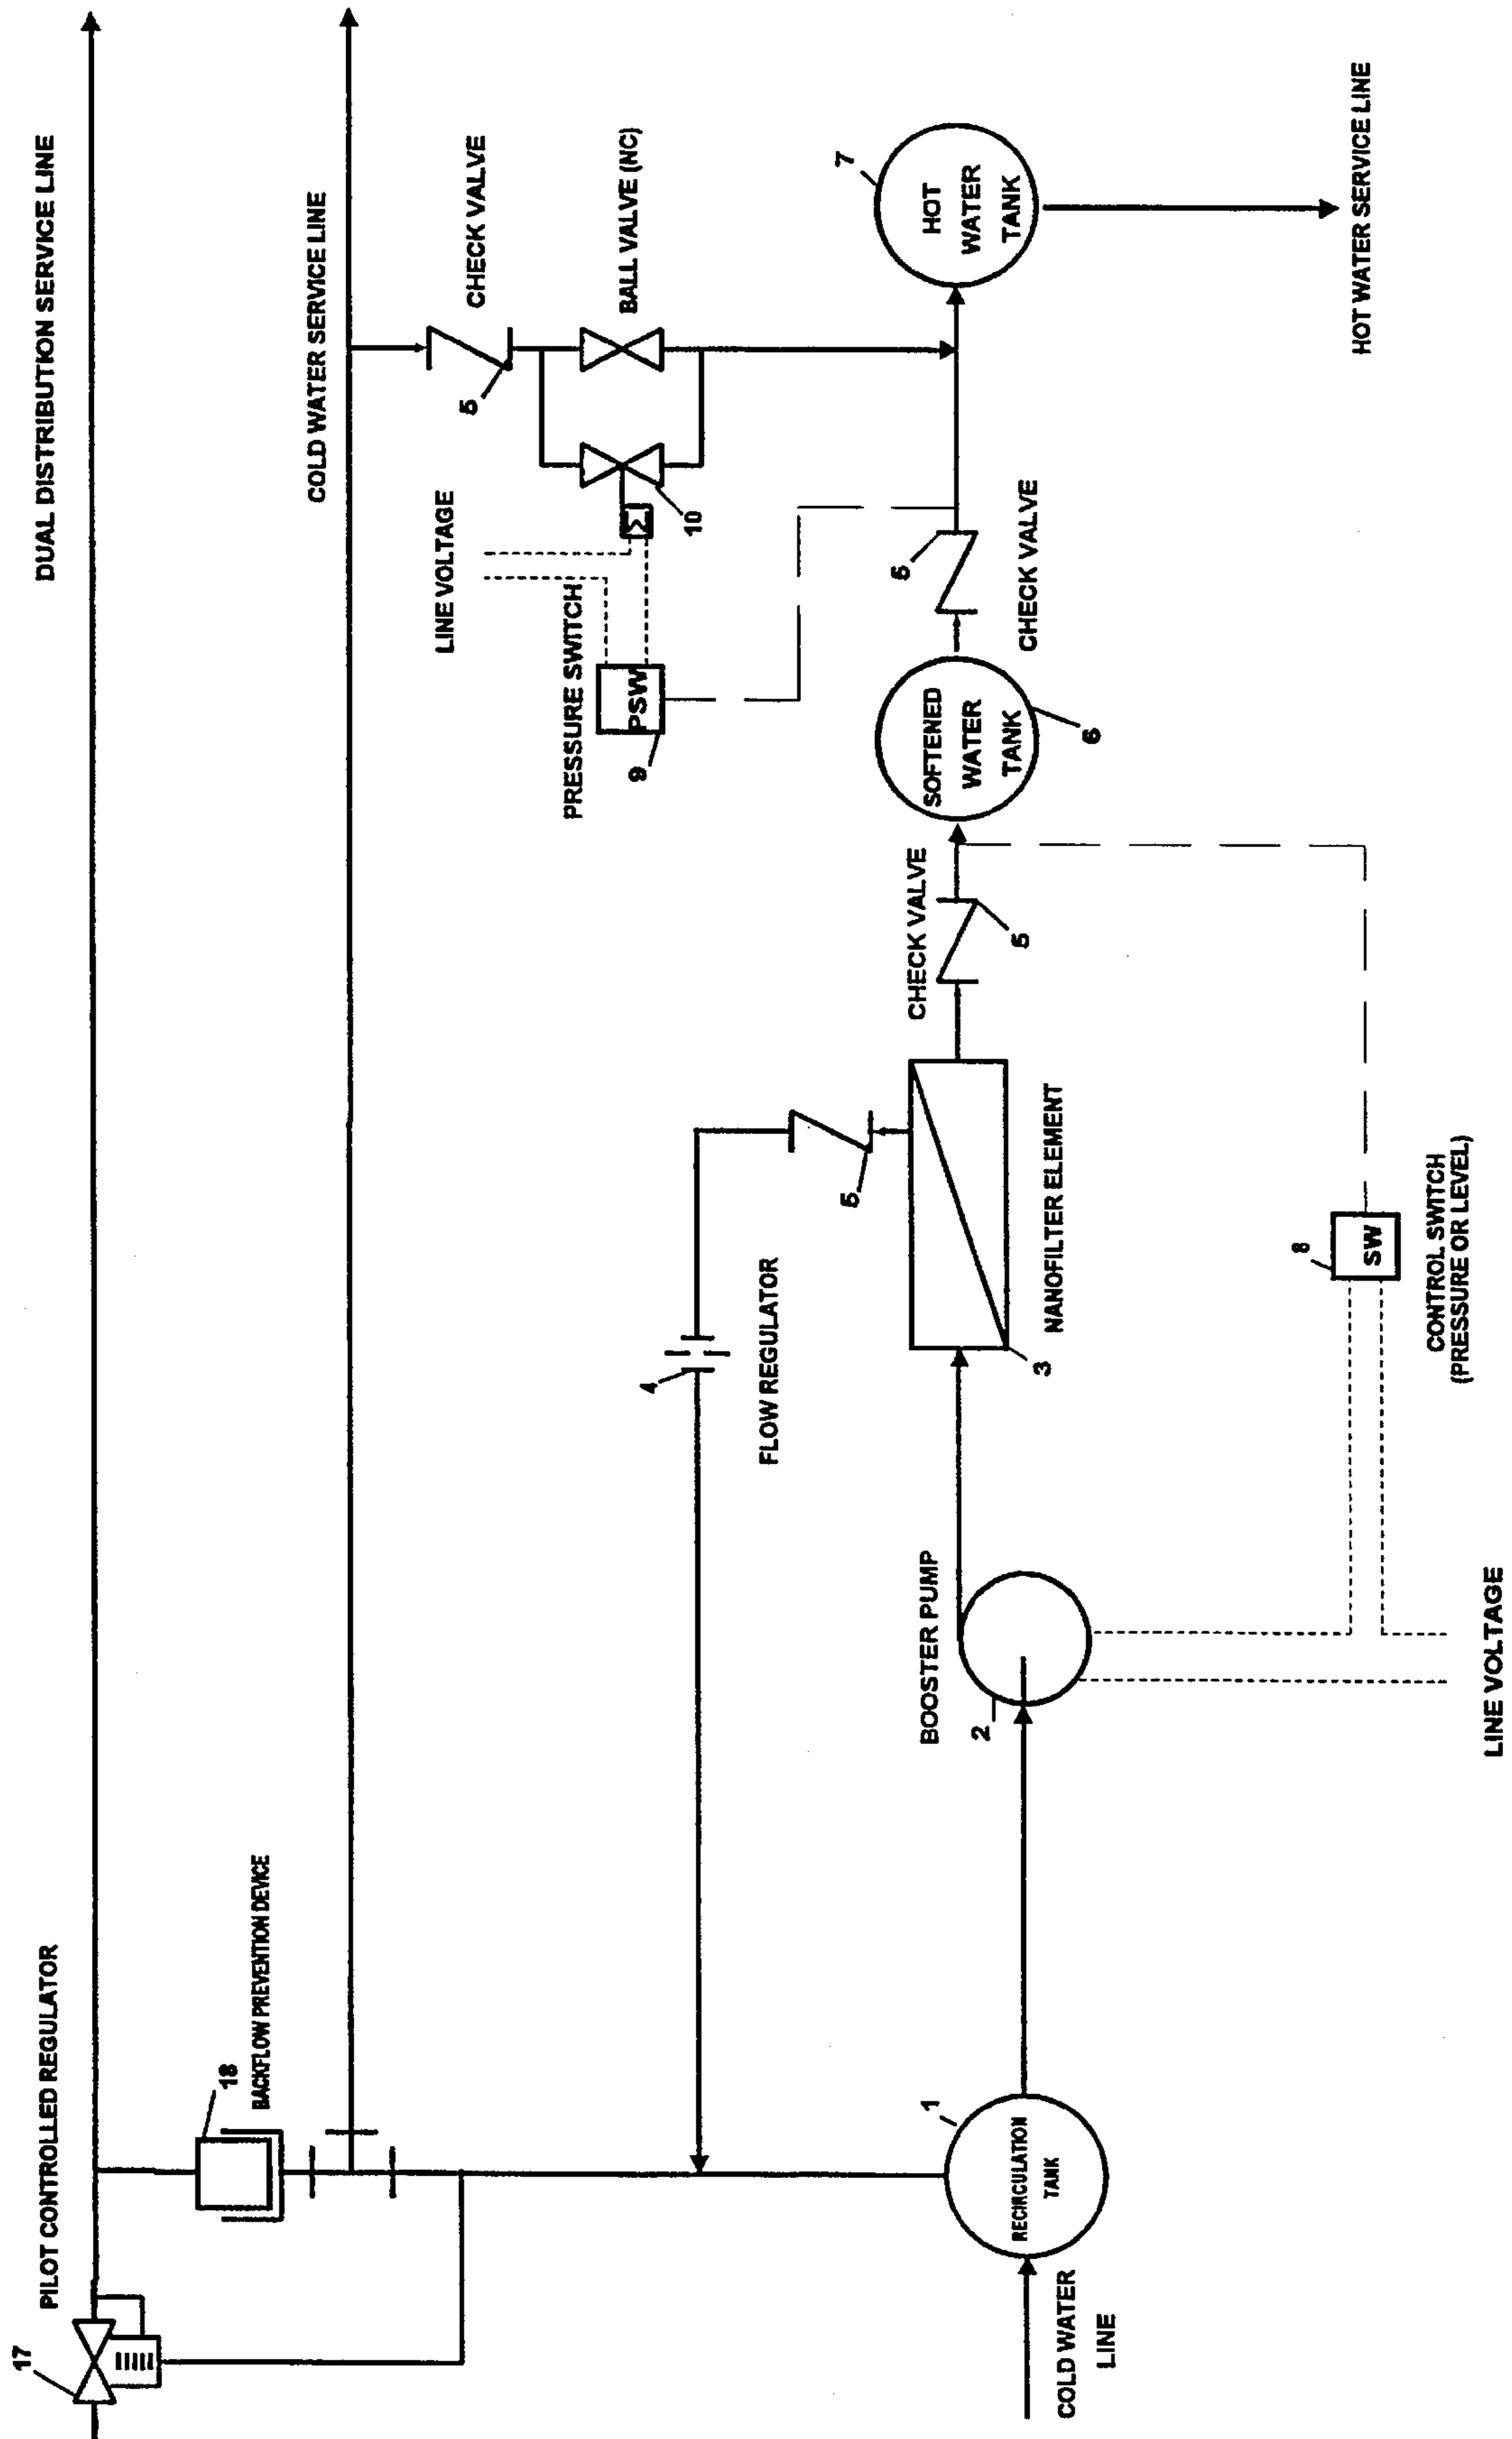 DUAL DISTRIBUTION SERVICE LINE
PILOT CONTROLLED REGULATOR
17
18
BACKFLOW PREVENTION DEVICE
COLD WATER SERVICE LINE
CHECK VALVE
5
BALL VALVE (NC)
10
LINE VOLTAGE
PRESSURE SWITCH
PSW
9
M
7
HOT
WATER
TANK
HOT WATER SERVICE LINE
5
CHECK VALVE
SOFTENED
WATER
TANK
6
CHECK VALVE
5
5
FLOW REGULATOR
4
NANOFILTER ELEMENT
3
BOOSTER PUMP
2
8
SW
CONTROL SWITCH
(PRESSURE OR LEVEL)
LINE VOLTAGE
1
RECIRCULATION
TANK
COLD WATER
LINE